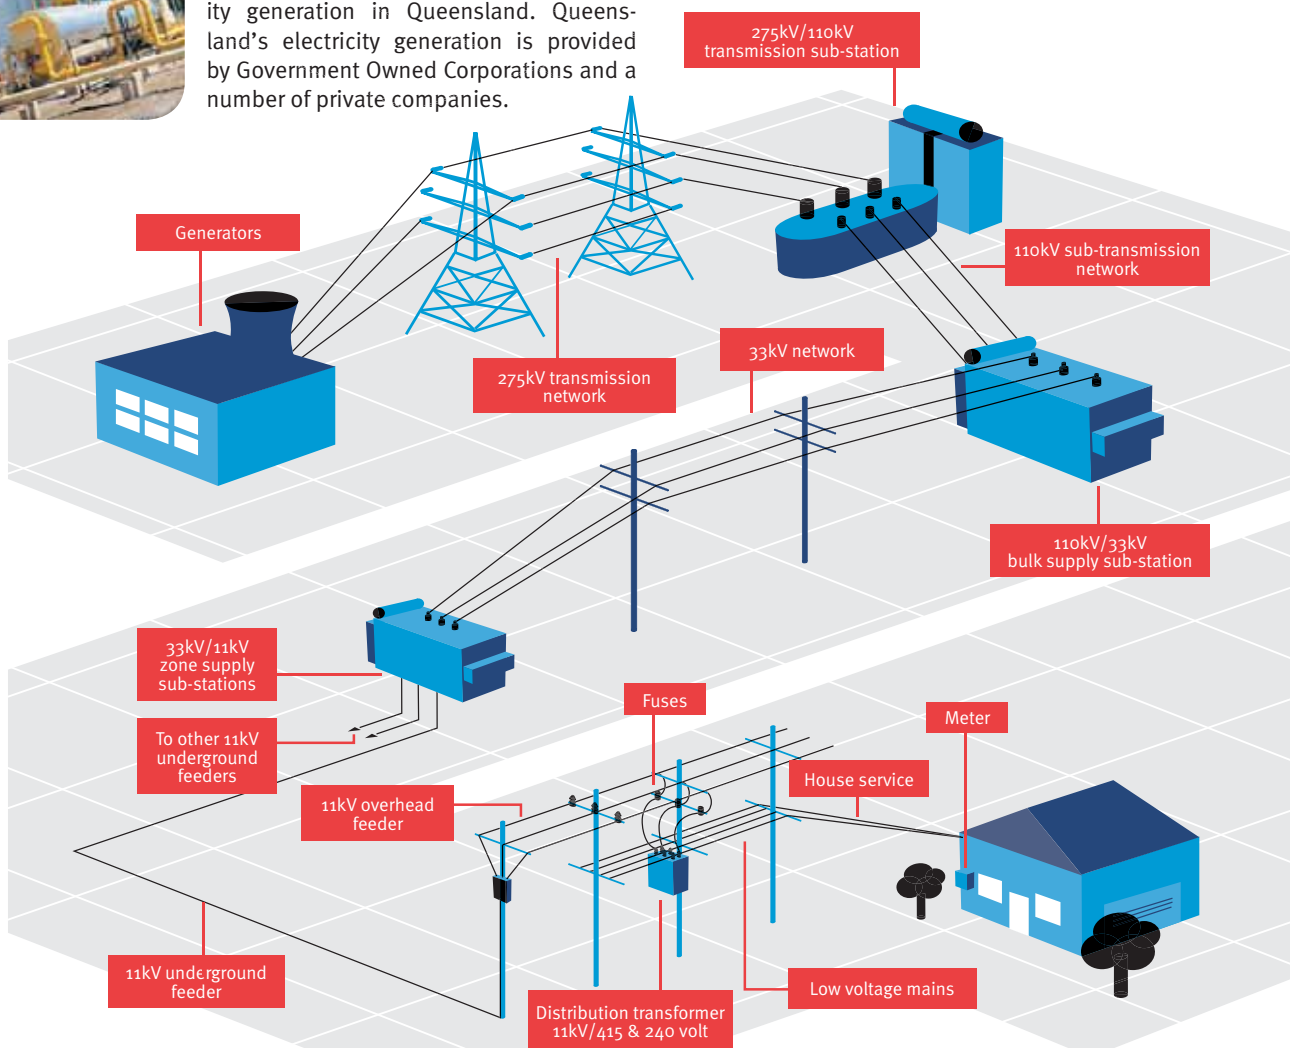 ity generation in Queensland. Queens-
land’s electricity generation is provided
by Government Owned Corporations and a
number of private companies.
275kV/110kV
transmission sub-station
Generators
110kV sub-transmission
network
275kV transmission
network
33kV network
110kV/33kV
bulk supply sub-station
33kV/11kV
zone supply
sub-stations
To other 11kV
underground
feeders
Fuses
Meter
House service
11kV overhead
feeder
11kV underground
feeder
Distribution transformer
11kV/415 & 240 volt
Low voltage mains